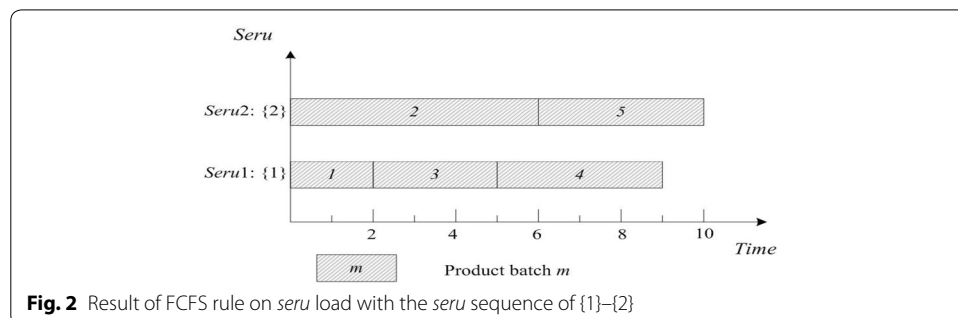 Seru
Seru2: {2}
2
5
Seru1: {1}
1
3
4
2
4
6
8
10
Time
m
Product batch m
Fig. 2 Result of FCFS rule on seru load with the seru sequence of {1}–{2}